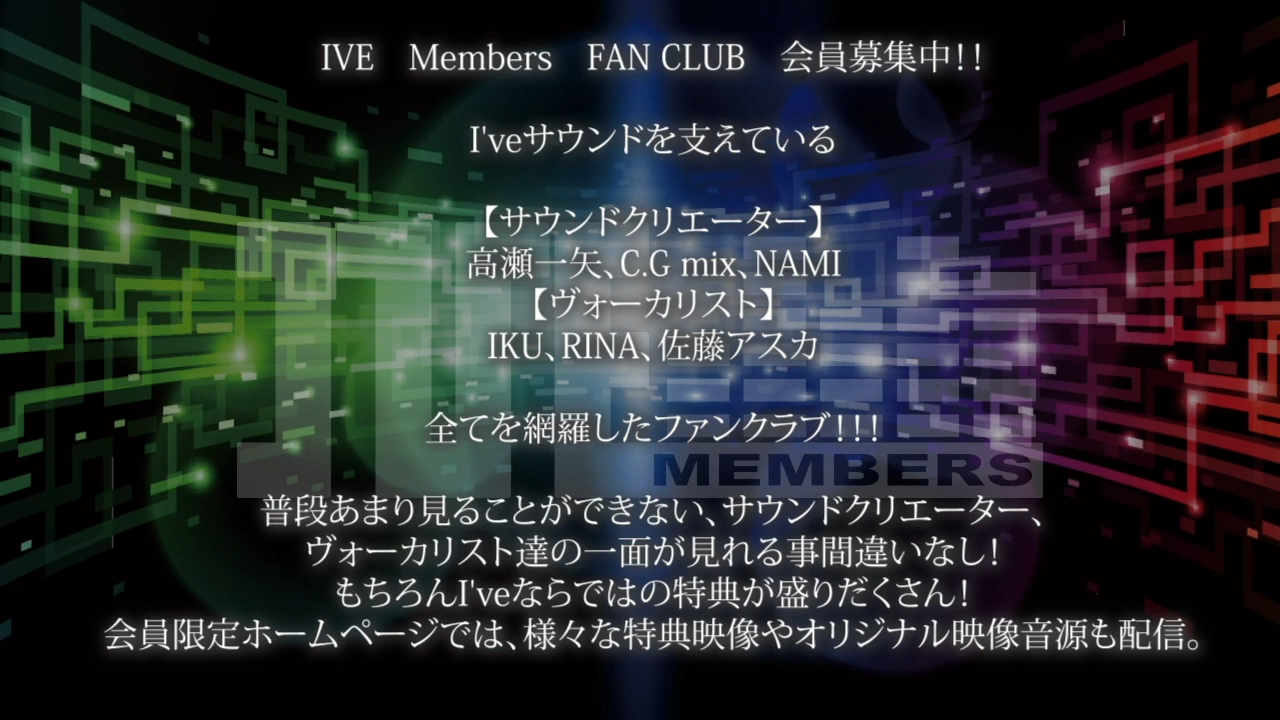 IVE　Members　FAN CLUB　会員募集中!!
I'veサウンドを支えている
【サウンドクリエーター】
高瀬一矢、C.G mix、NAMI
【ヴォーカリスト】
IKU、RINA、佐藤アスカ
全てを網羅したファンクラブ!!!
MEMBERS
普段あまり見ることができない、サウンドクリエーター、
ヴォーカリスト達の一面が見れる事間違いなし!
もちろんI'veならではの特典が盛りだくさん!
会員限定ホームページでは、様々な特典映像やオリジナル映像音源も配信。